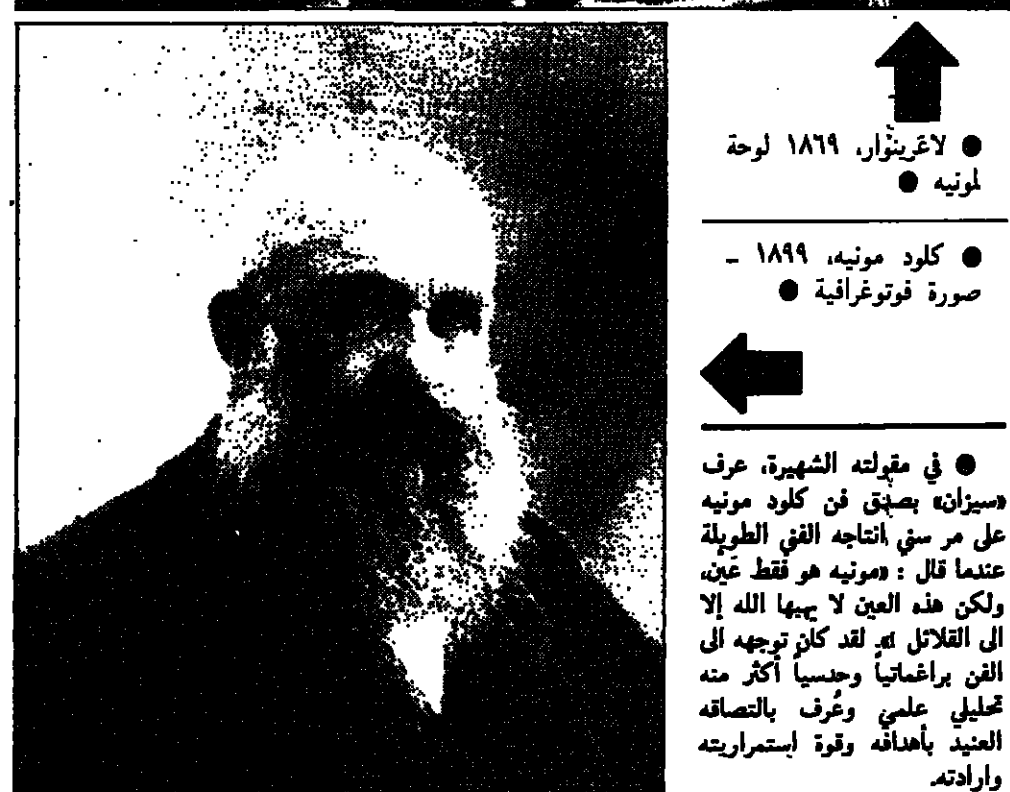 ● لاغرينوار، ١٨٦٩ لوحة
لمونيه ●
● كلود مونيه، ١٨٩٩ ـ
صورة فوتوغرافية ●
● في مقولته الشهيرة، عرف
«سيزان» بصدق فن كلود مونيه
على مر سني انتاجه الفني الطويلة
عندما قال : «مونيه هو فقط عَين،
ولكن هذه العين لا يهبها الله إلا
الى القلائل». لقد كان توجهه الى
الفن براغماتياً وحدسياً أكثر منه
تحليلي علمي وعُرف بالتصاقه
العنيد بأهدافه وقوة استمراريته
وارادته.